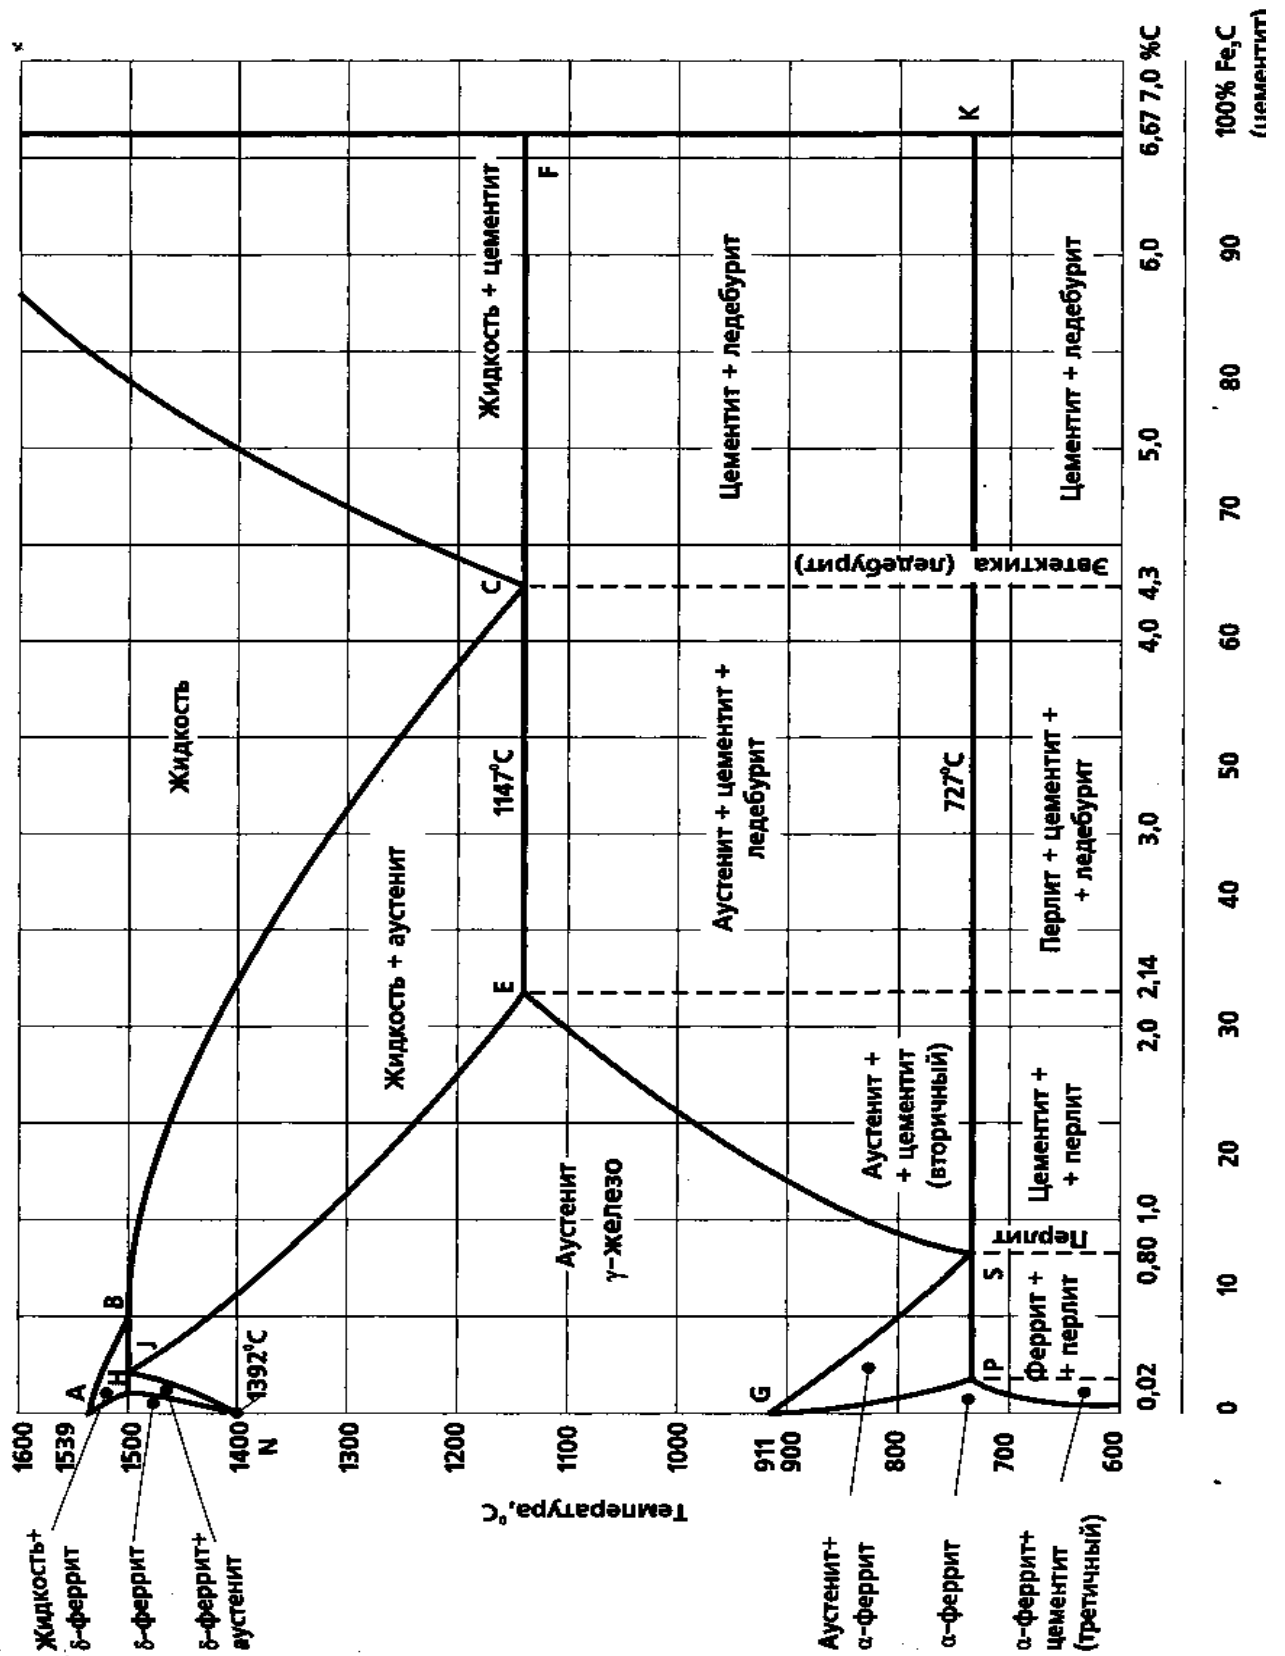 Жидкость+
δ-феррит
δ-феррит
δ-феррит+
аустенит
Аустенит+
α-феррит
α-феррит
α-феррит+
цементит
(третичный)
Температура,°С
1600
1539
1500
1400
N
1300
1200
1100
1000
911
900
800
700
600
A
H
J
B
1392°С
G
E
C
F
S
P
K
Жидкость
Жидкость + аустенит
Жидкость + цементит
1147°С
Аустенит
γ-железо
Аустенит + цементит +
ледебурит
Цементит + ледебурит
Аустенит +
+ цементит
(вторичный)
727°С
Эвтектика (ледебурит)
Феррит +
+ перлит
Перлит
Цементит +
+ перлит
Перлит + цементит +
+ ледебурит
Цементит + ледебурит
0,02
0,80
1,0
2,0
2,14
3,0
4,0
4,3
5,0
6,0
6,67
7,0
%С
0
10
20
30
40
50
60
70
80
90
100% Fe,C
(цементит)